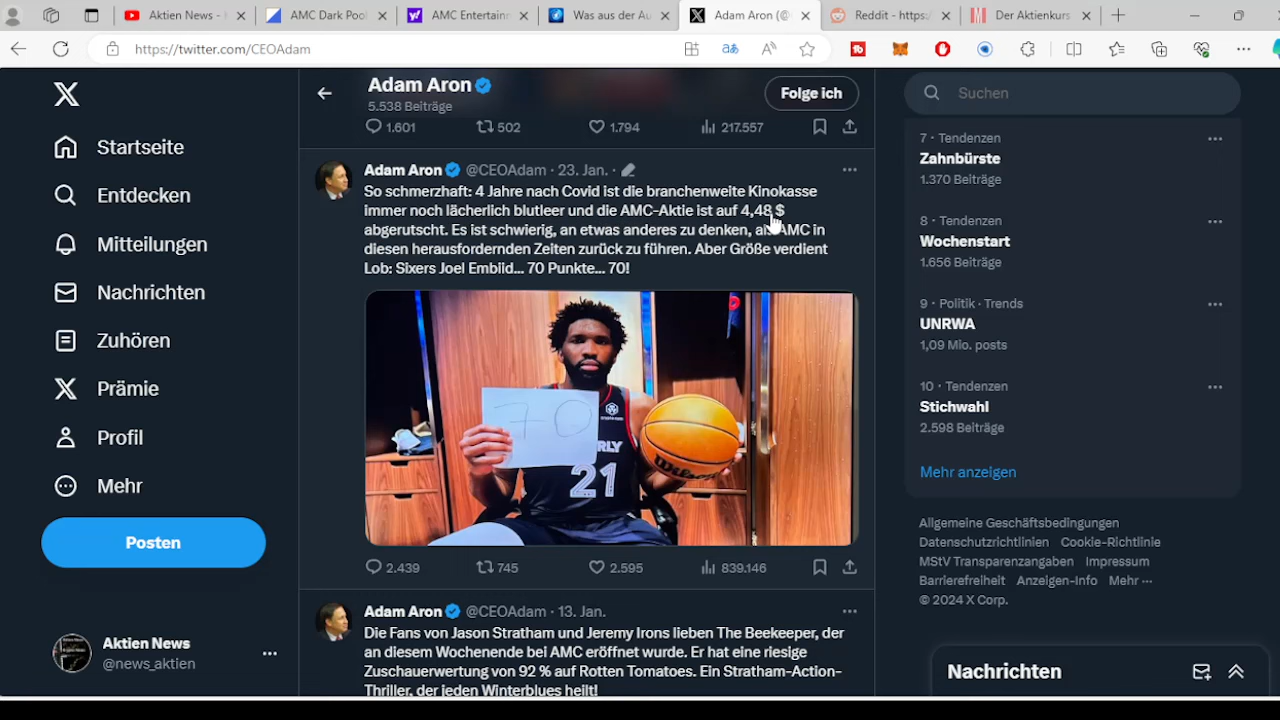 Aktien News -
AMC Dark Pool
AMC Entertain
Was aus der Au
Adam Aron (@
Reddit - https:/
Der Aktienkurs
https://twitter.com/CEOAdam
Adam Aron
5.538 Beiträge
Folge ich
1.601 502 1.794 217.557
Startseite
Entdecken
Mitteilungen
Nachrichten
Zuhören
Prämie
Profil
Mehr
Posten
Aktien News
@news_aktien
Adam Aron @CEOAdam · 23. Jan. ·
So schmerzhaft: 4 Jahre nach Covid ist die branchenweite Kinokasse
immer noch lächerlich blutleer und die AMC-Aktie ist auf 4,48 $
abgerutscht. Es ist schwierig, an etwas anderes zu denken, als AMC in
diesen herausfordernden Zeiten zurück zu führen. Aber Größe verdient
Lob: Sixers Joel Embiid... 70 Punkte... 70!
70
crypto.com
RLY
21
Wilson
2.439 745 2.595 839.146
Adam Aron @CEOAdam · 13. Jan.
Die Fans von Jason Stratham und Jeremy Irons lieben The Beekeeper, der
an diesem Wochenende bei AMC eröffnet wurde. Er hat eine riesige
Zuschauerwertung von 92 % auf Rotten Tomatoes. Ein Stratham-Action-
Thriller, der jeden Winterblues heilt!
Suchen
7 · Tendenzen
Zahnbürste
1.370 Beiträge
8 · Tendenzen
Wochenstart
1.656 Beiträge
9 · Politik · Trends
UNRWA
1,09 Mio. posts
10 · Tendenzen
Stichwahl
2.598 Beiträge
Mehr anzeigen
Allgemeine Geschäftsbedingungen
Datenschutzrichtlinien Cookie-Richtlinie
MStV Transparenzangaben Impressum
Barrierefreiheit Anzeigen-Info Mehr ···
© 2024 X Corp.
Nachrichten